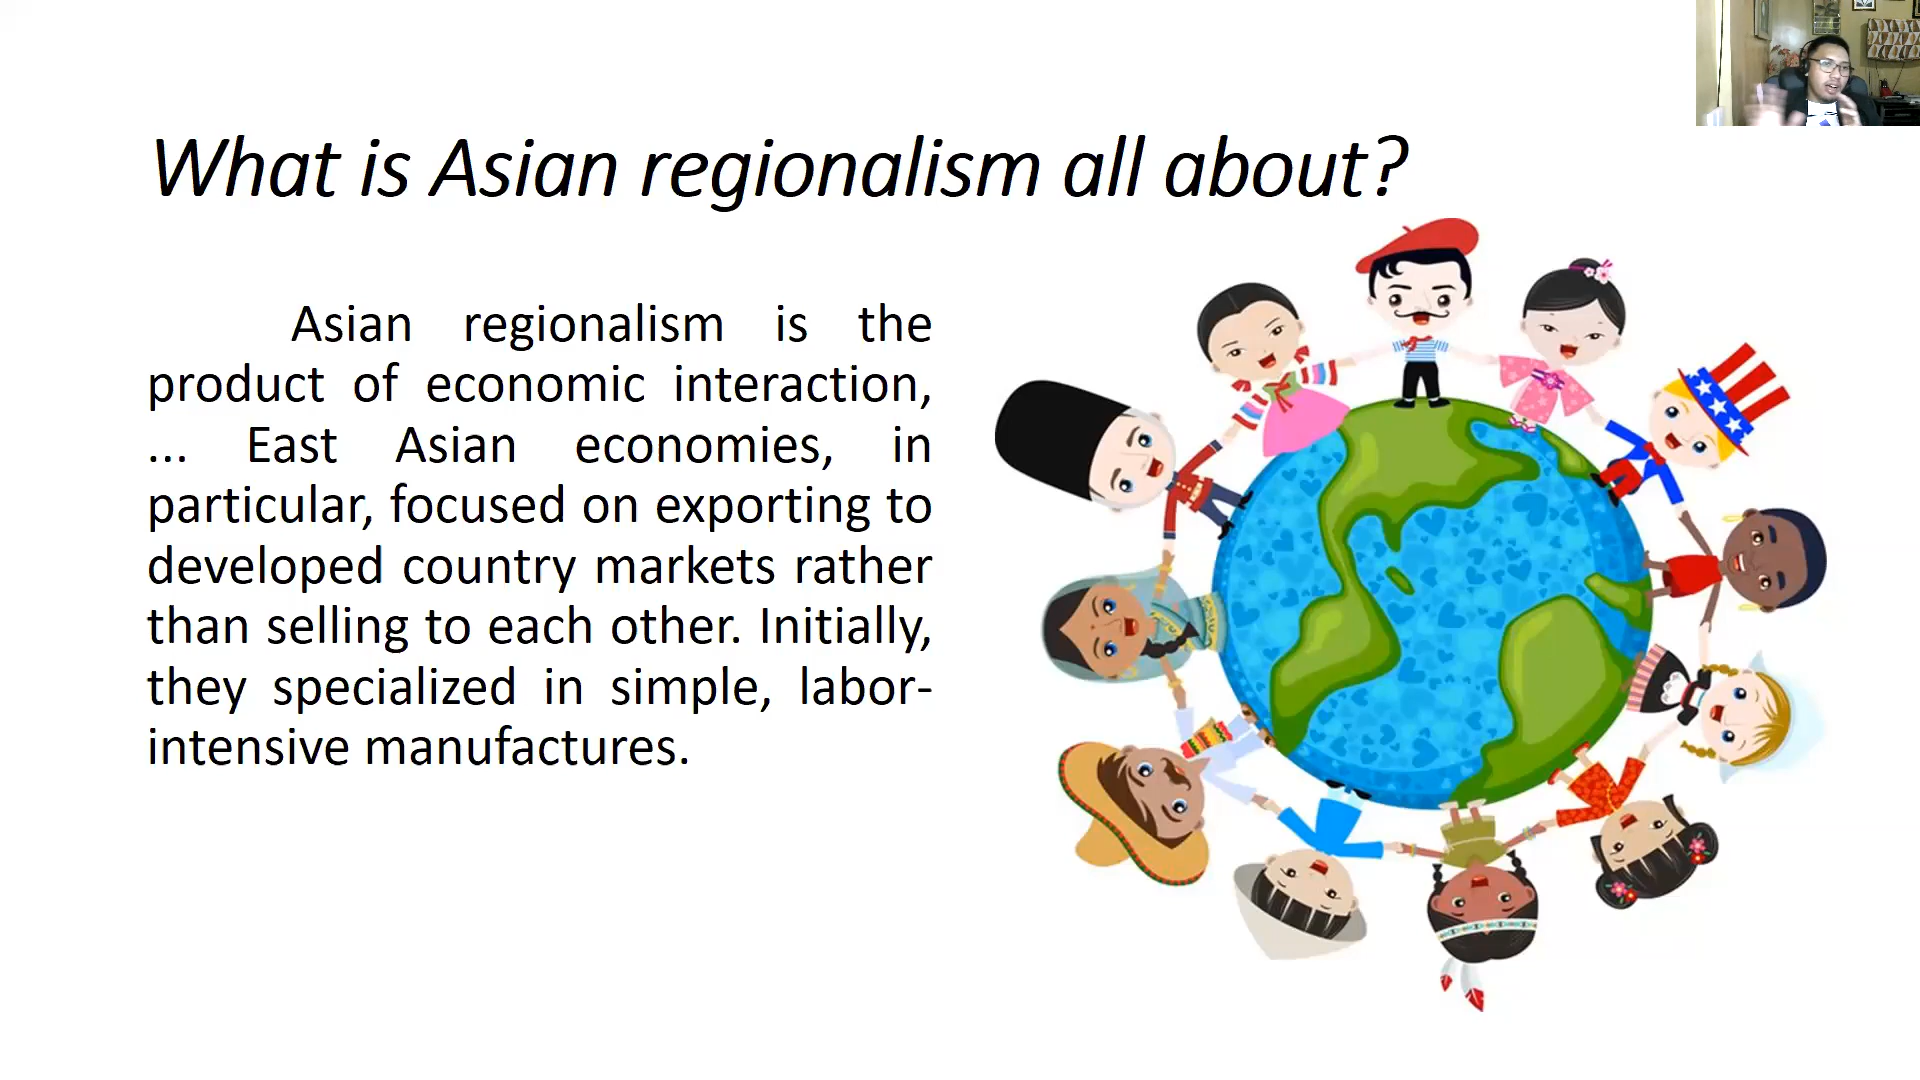 What is Asian regionalism all about?
Asian regionalism is the
product of economic interaction,
... East Asian economies, in
particular, focused on exporting to
developed country markets rather
than selling to each other. Initially,
they specialized in simple, labor-
intensive manufactures.